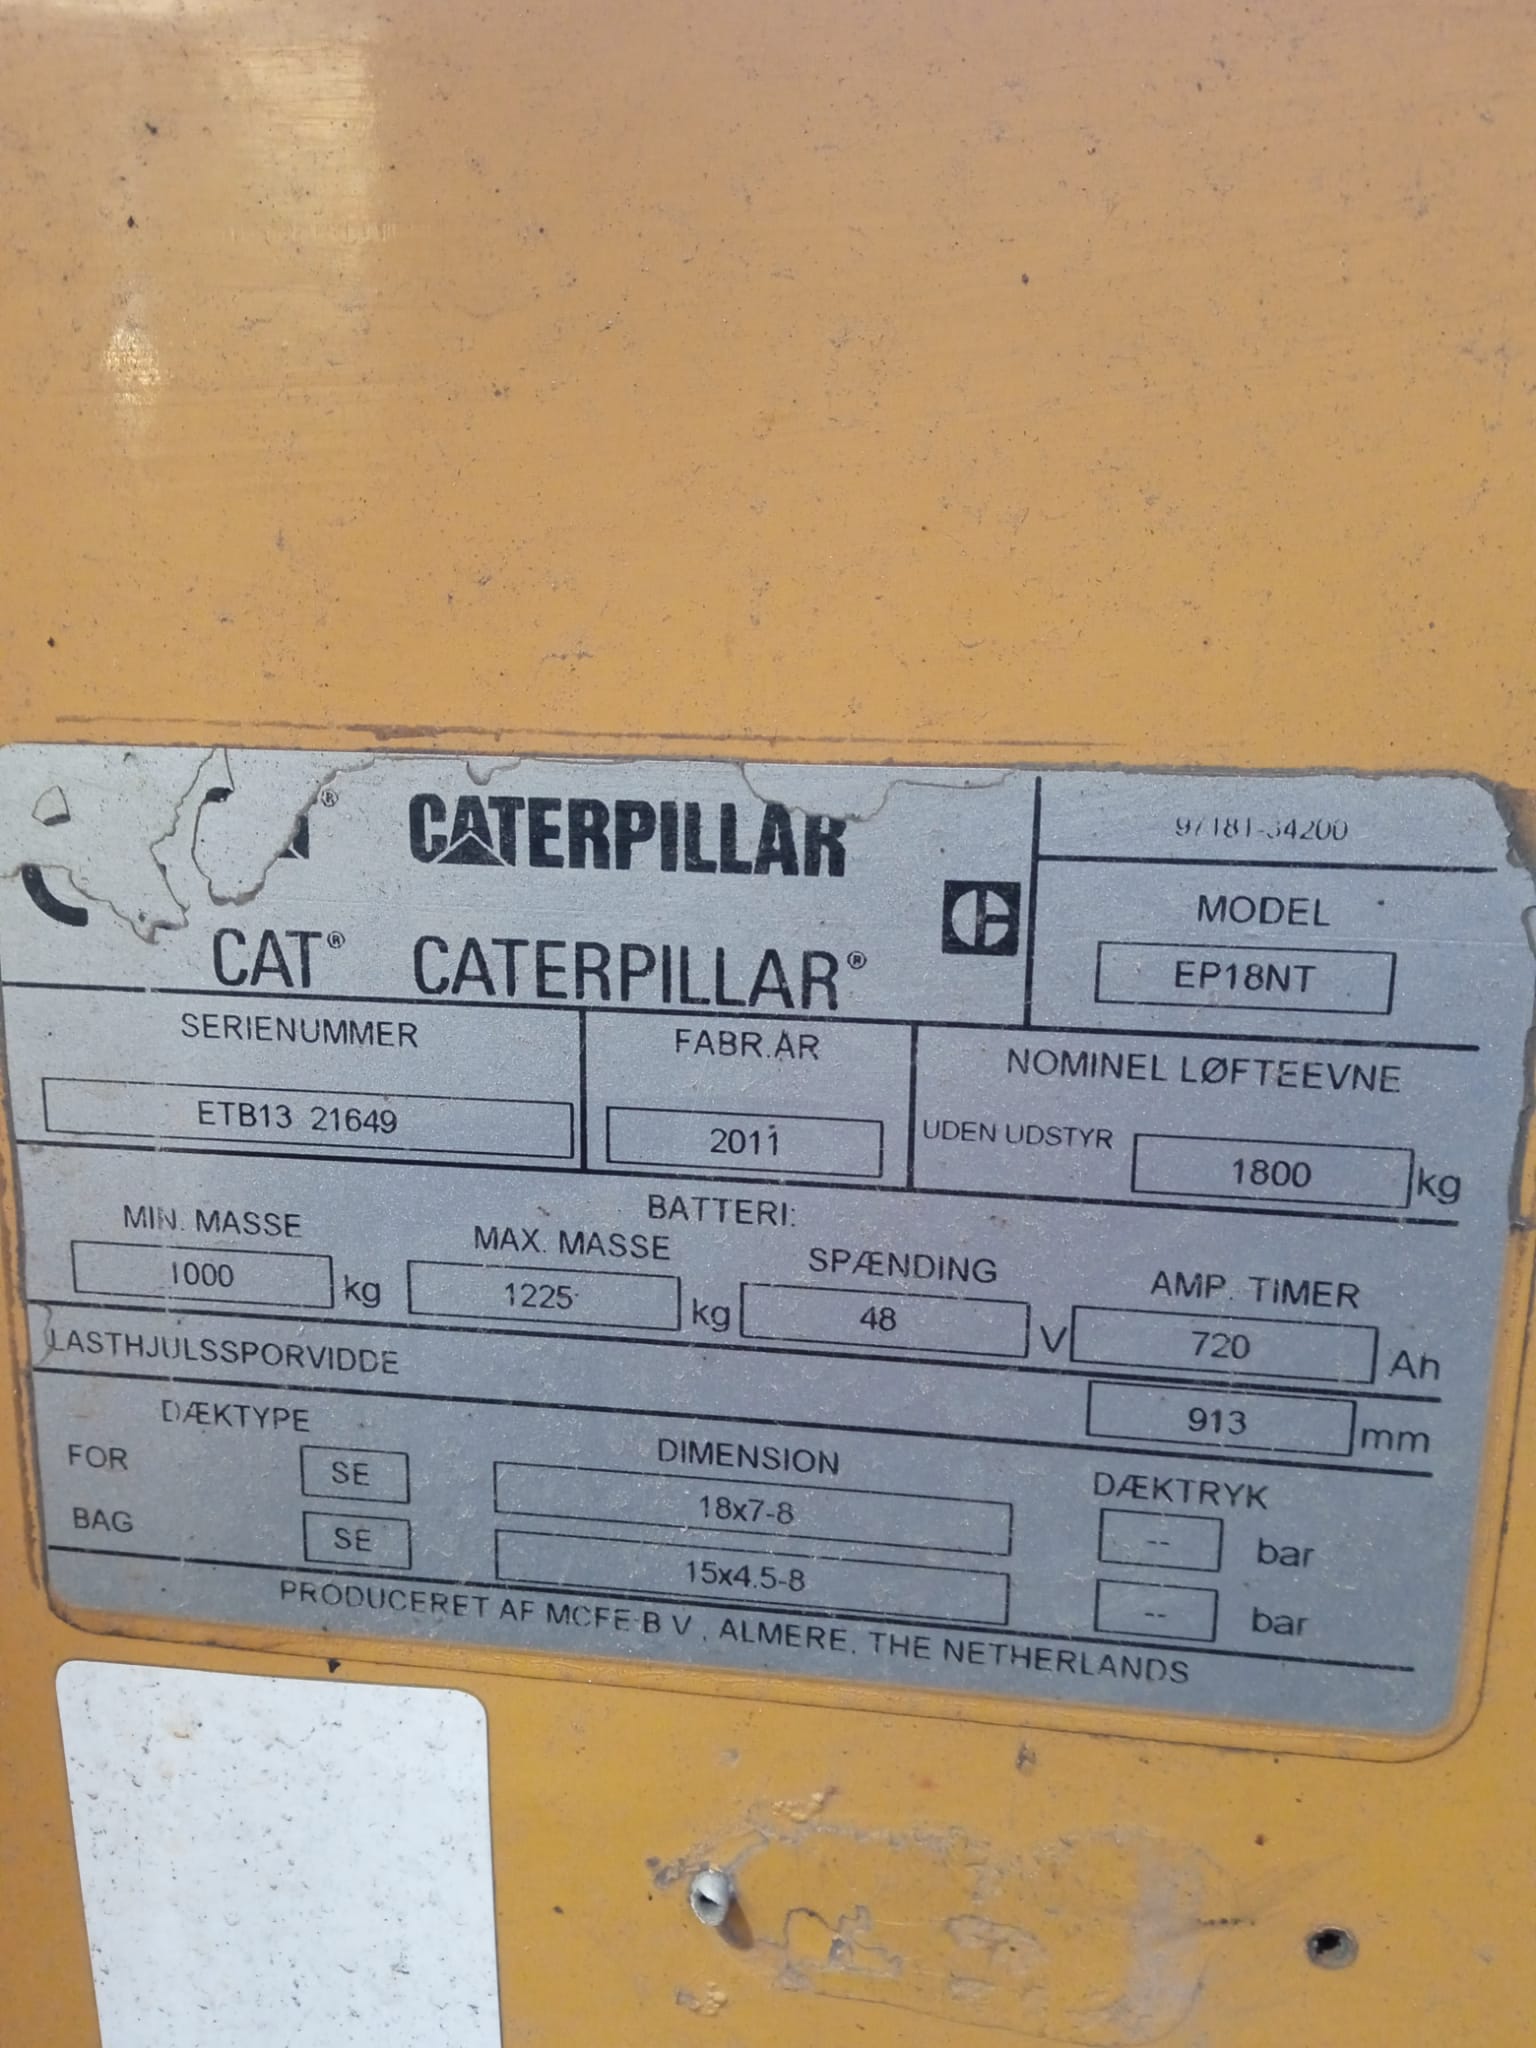 CATERPILLAR
CAT® CATERPILLAR®
97181-34200
MODEL
EP18NT
SERIENUMMER
ETB13 21649
FABR.ÅR
2011
NOMINEL LØFTEEVNE
UDEN UDSTYR 1800 kg
BATTERI:
MIN. MASSE
1000 kg
MAX. MASSE
1225 kg
SPÆNDING
48 V
AMP. TIMER
720 Ah
LASTHJULSSPORVIDDE 913 mm
DÆKTYPE DIMENSION DÆKTRYK
FOR SE 18x7-8 -- bar
BAG SE 15x4.5-8 -- bar
PRODUCERET AF MCFE B.V., ALMERE, THE NETHERLANDS